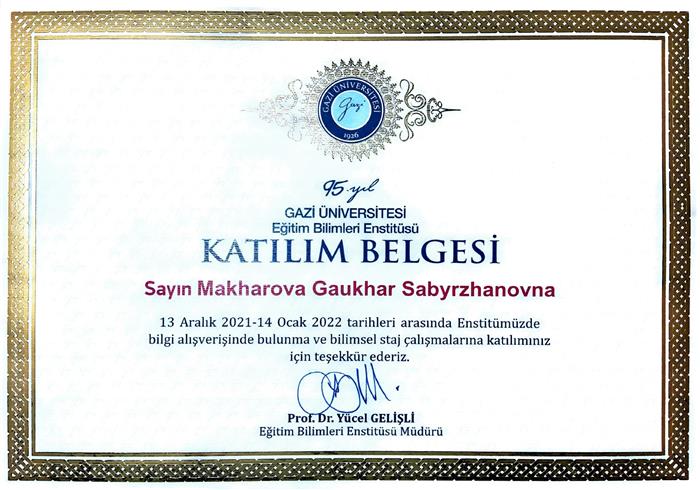 GAZİ ÜNİVERSİTESİ
Gazi
1926
95. yıl
GAZİ ÜNİVERSİTESİ
Eğitim Bilimleri Enstitüsü
KATILIM BELGESİ
Sayın Makharova Gaukhar Sabyrzhanovna
13 Aralık 2021-14 Ocak 2022 tarihleri arasında Enstitümüzde
bilgi alışverişinde bulunma ve bilimsel staj çalışmalarına katılımınız
için teşekkür ederiz.
Prof. Dr. Yücel GELİŞLİ
Eğitim Bilimleri Enstitüsü Müdürü